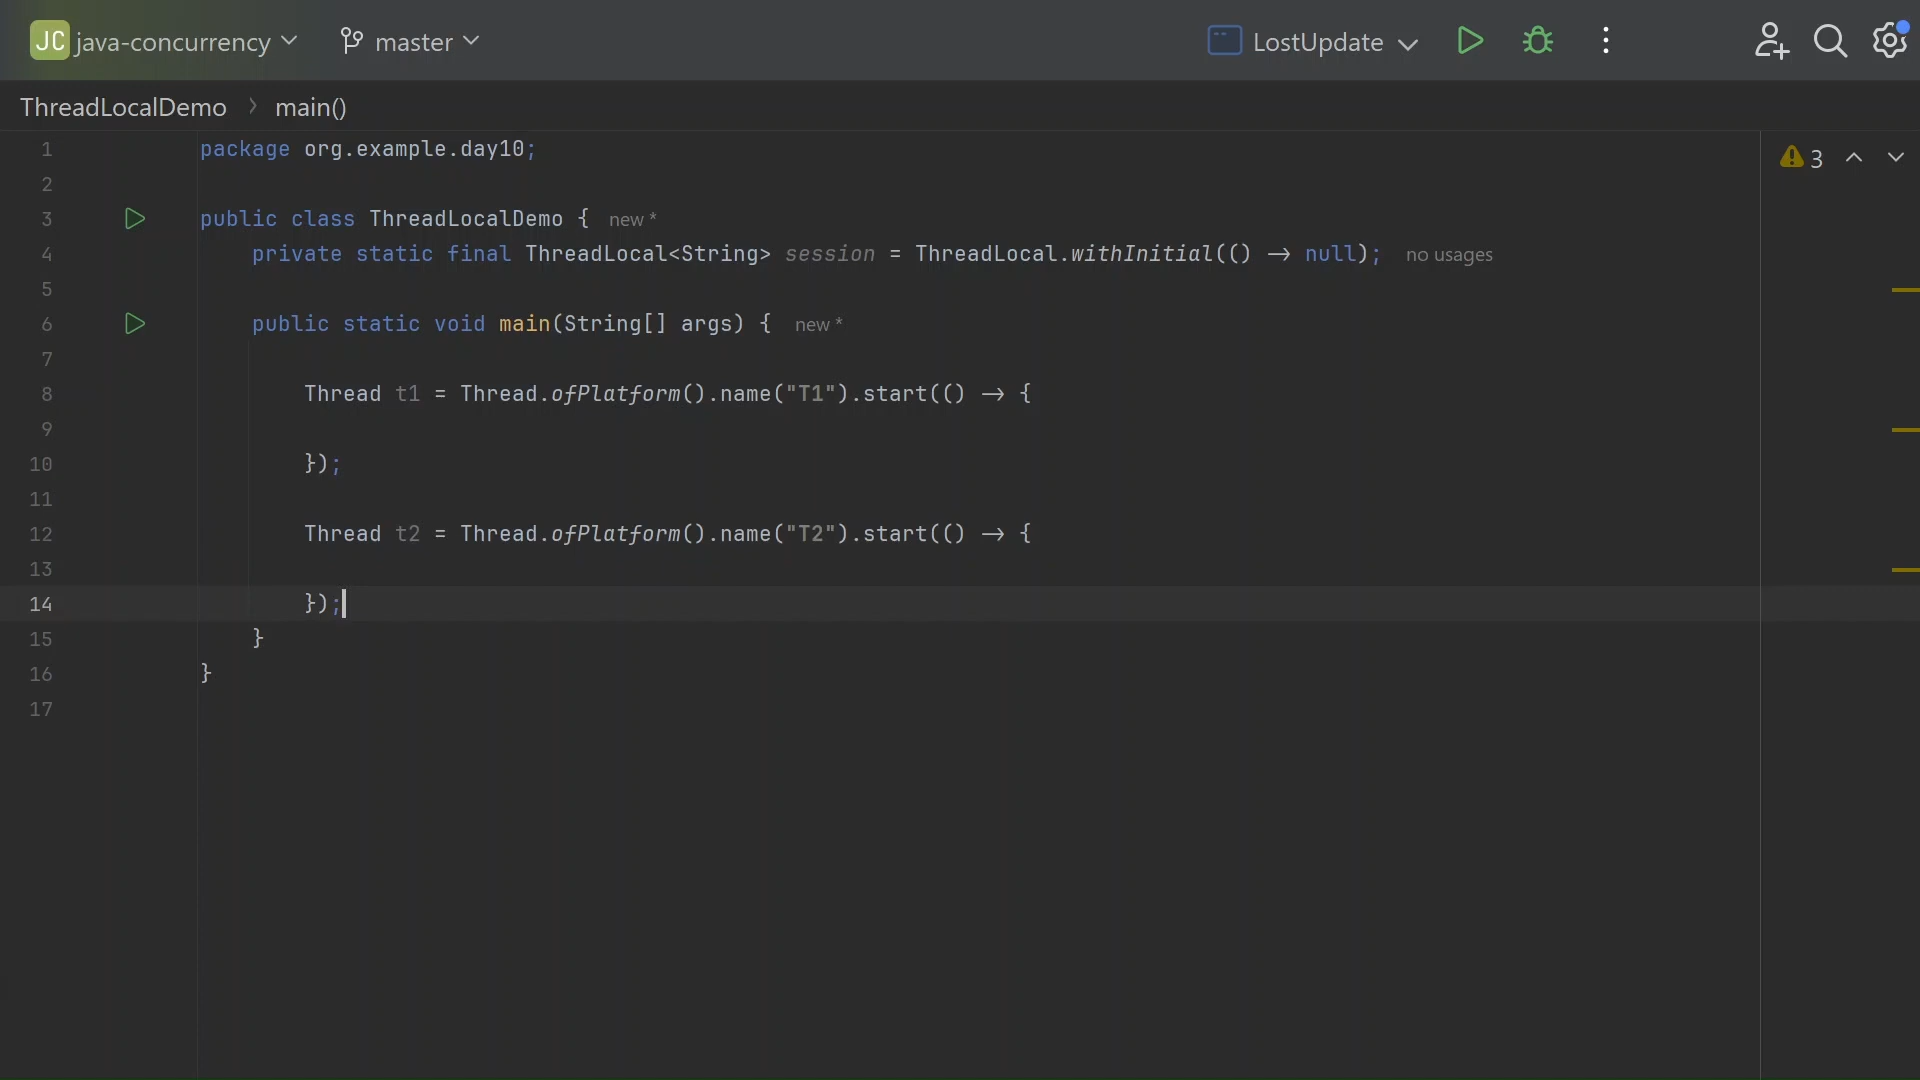 JC java-concurrency master LostUpdate
ThreadLocalDemo main()
1 package org.example.day10;
3
2
3 public class ThreadLocalDemo { new *
4 private static final ThreadLocal<String> session = ThreadLocal.withInitial(() → null); no usages
5
6 public static void main(String[] args) { new *
7
8 Thread t1 = Thread.ofPlatform().name("T1").start(() → {
9
10 });
11
12 Thread t2 = Thread.ofPlatform().name("T2").start(() → {
13
14 });
15 }
16 }
17